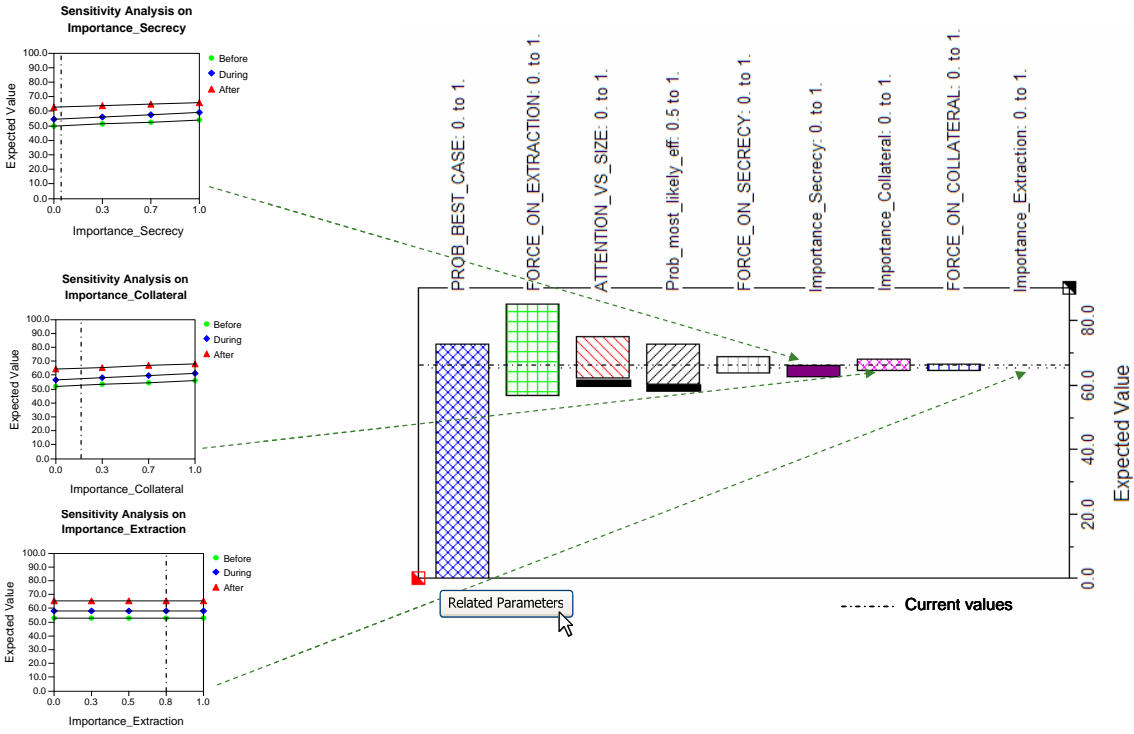 Sensitivity Analysis on
Importance_Secrecy
100.0
90.0
80.0
70.0
60.0
50.0
40.0
30.0
20.0
10.0
0.0
Expected Value
0.0 0.3 0.7 1.0
Importance_Secrecy
Before
During
After
Sensitivity Analysis on
Importance_Collateral
100.0
90.0
80.0
70.0
60.0
50.0
40.0
30.0
20.0
10.0
0.0
Expected Value
0.0 0.3 0.7 1.0
Importance_Collateral
Before
During
After
Sensitivity Analysis on
Importance_Extraction
100.0
90.0
80.0
70.0
60.0
50.0
40.0
30.0
20.0
10.0
0.0
Expected Value
0.0 0.3 0.5 0.8 1.0
Importance_Extraction
Before
During
After
PROB_BEST_CASE: 0. to 1.
FORCE_ON_EXTRACTION: 0. to 1.
ATTENTION_VS_SIZE: 0. to 1.
Prob_most_likely_eff: 0.5 to 1.
FORCE_ON_SECRECY: 0. to 1.
Importance_Secrecy: 0. to 1.
Importance_Collateral: 0. to 1.
FORCE_ON_COLLATERAL: 0. to 1.
Importance_Extraction: 0. to 1.
80.0
60.0
40.0
20.0
0.0
Expected Value
Related Parameters
Current values